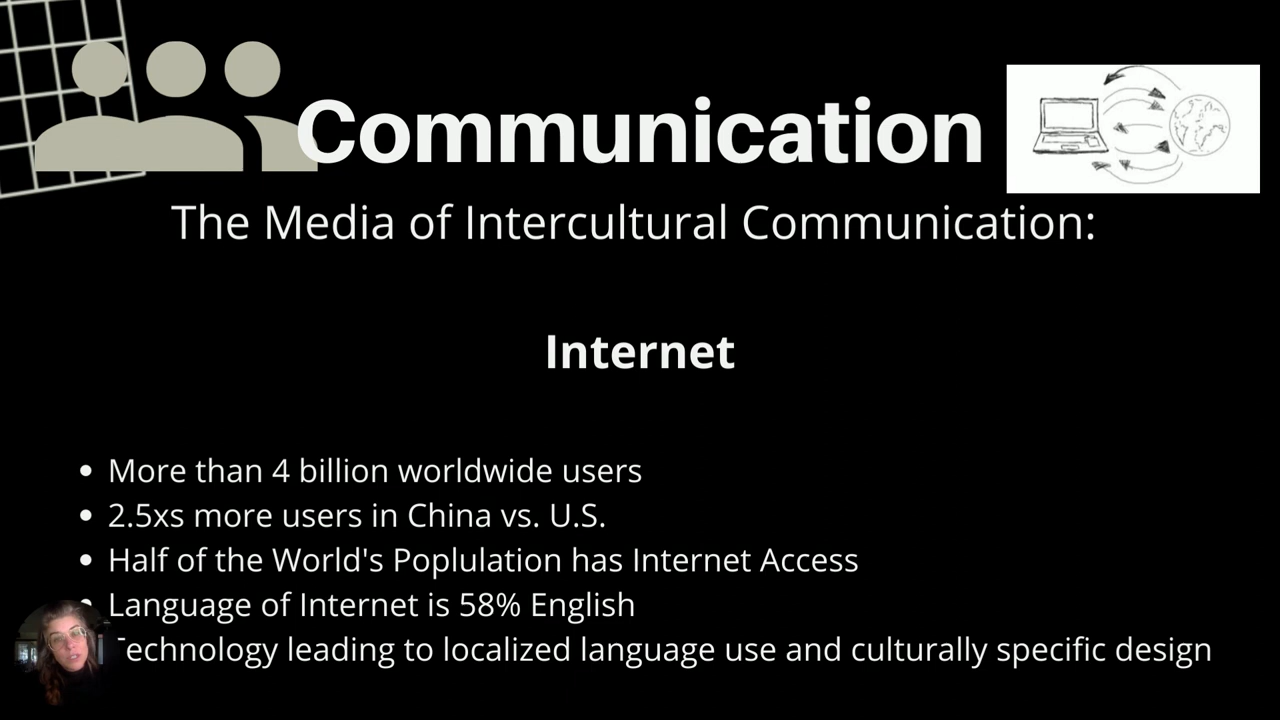 Communication
The Media of Intercultural Communication:
Internet
• More than 4 billion worldwide users
• 2.5xs more users in China vs. U.S.
• Half of the World's Poplulation has Internet Access
• Language of Internet is 58% English
Technology leading to localized language use and culturally specific design